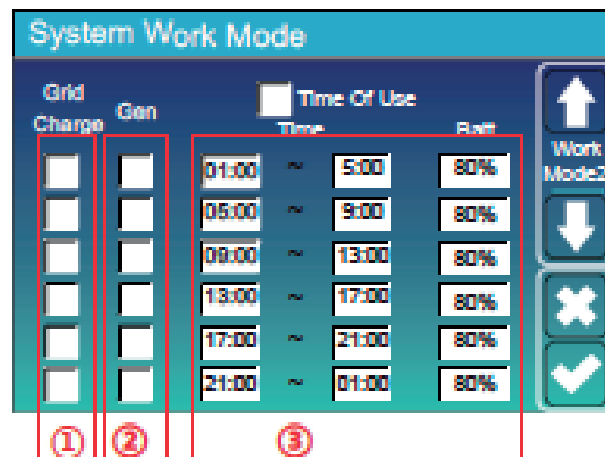 System Work Mode
Grid
Charge
Gen
Time Of Use
Time Batt
01:00 ~ 5:00 80%
05:00 ~ 9:00 80%
09:00 ~ 13:00 80%
13:00 ~ 17:00 80%
17:00 ~ 21:00 80%
21:00 ~ 01:00 80%
Work
Mode2
① ② ③